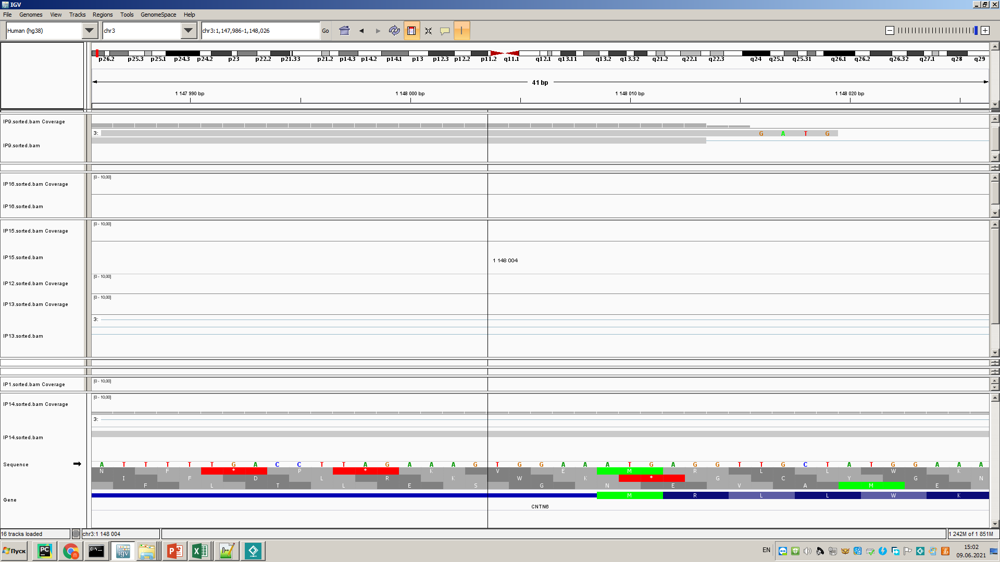 IGV
File Genomes View Tracks Regions Tools GenomeSpace Help
Human (hg38) chr3 chr3:1,147,986-1,148,026 Go
p26.2 p25.3 p25.1 p24.3 p24.2 p23 p22.2 p21.33 p21.2 p14.3 p14.2 p14.1 p13 p12.3 p12.2 p11.2 q11.1 q12.1 q13.11 q13.2 q13.32 q21.2 q22.1 q22.3 q24 q25.1 q25.31 q26.1 q26.2 q26.32 q27.1 q28 q29
41 bp
1 147 990 bp 1 148 000 bp 1 148 010 bp 1 148 020 bp
IP9.sorted.bam Coverage
3: G A T G
IP9.sorted.bam
[0 - 10,00]
IP16.sorted.bam Coverage
IP16.sorted.bam
[0 - 10,00]
IP15.sorted.bam Coverage
IP15.sorted.bam
1 148 004
[0 - 10,00]
IP12.sorted.bam Coverage
[0 - 10,00]
IP13.sorted.bam Coverage
3:
IP13.sorted.bam
[0 - 10,00]
IP1.sorted.bam Coverage
[0 - 10,00]
IP14.sorted.bam Coverage
3:
IP14.sorted.bam
Sequence A T T T T T G A C C T T A G A A A G T G G A A A T G A G G T T G C T A T G G A A A
N F * P * K V E M R L L W K
I F D L R K W K * G C Y G N
F L T L E S G N E V A M E
Gene M R L L W K
CNTN6
16 tracks loaded chr3:1 148 004 1 242M of 1 851M
Пуск PC C:\ igv EN 15:02
09.06.2021